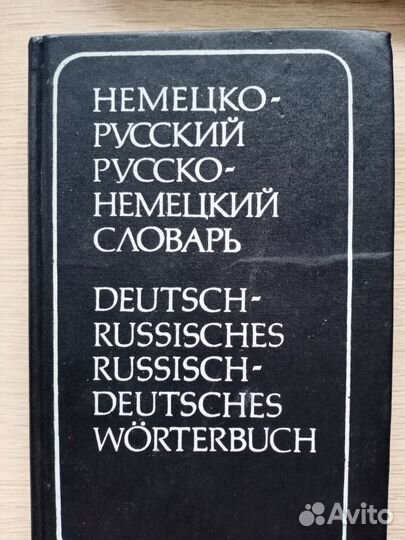 НЕМЕЦКО-
РУССКИЙ
РУССКО-
НЕМЕЦКИЙ
СЛОВАРЬ
DEUTSCH-
RUSSISCHES
RUSSISCH-
DEUTSCHES
WÖRTERBUCH
Avito